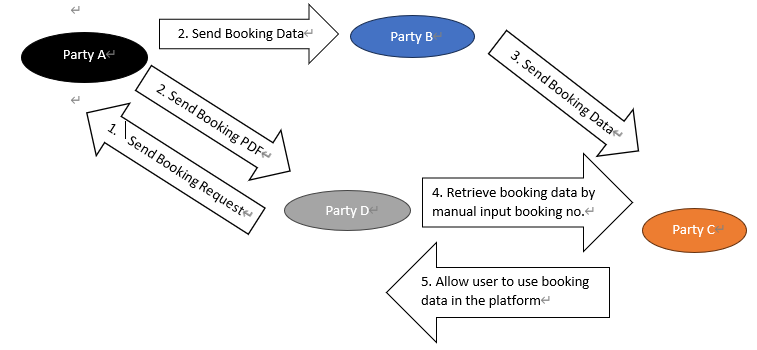 2. Send Booking Data
Party A
Party B
3. Send Booking Data
2. Send Booking PDF
1. Send Booking Request
4. Retrieve booking data by
manual input booking no.
Party D
Party C
5. Allow user to use booking
data in the platform